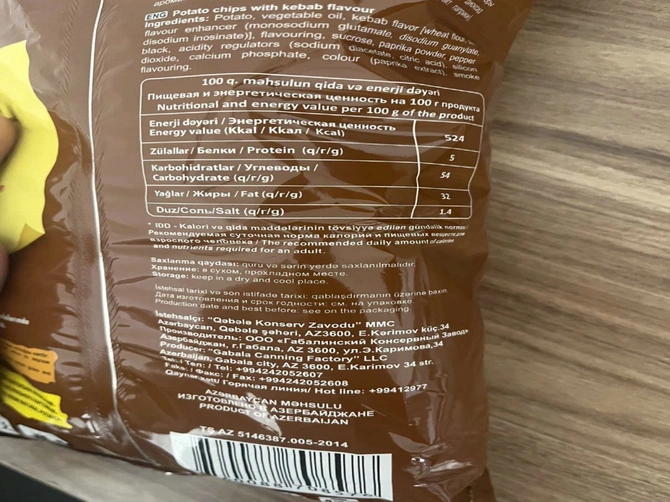 ENG Potato chips with kebab flavour
Ingredients: Potato, vegetable oil, kebab flavor [wheat flour,
flavour enhancer (monosodium glutamate, disodium guanylate,
disodium inosinate)], flavouring, sucrose, paprika powder, pepper
black, acidity regulators (sodium diacetate, citric acid), silicon
dioxide, calcium phosphate, colour (paprika extract), smoke
flavouring.
100 q. məhsulun qida və enerji dəyəri
Пищевая и энергетическая ценность на 100 г продукта
Nutritional and energy value per 100 g of the product
Enerji dəyəri / Энергетическая ценность
Energy value (Kkal / Ккал / Kcal) 524
Zülallar / Белки / Protein (q/г/g) 5
Karbohidratlar / Углеводы /
Carbohydrate (q/г/g) 54
Yağlar / Жиры / Fat (q/г/g) 32
Duz/Соль/Salt (q/г/g) 1.4
* IDD - Kalori və qida maddələrinin tövsiyyə edilən gündəlik norması
Рекомендуемая суточная норма калорий и пищевых веществ для
взрослого человека / The recommended daily amount of calories
and nutrients required for an adult.
Saxlanma qaydası: quru və sərin yerdə saxlanılmalıdır.
Хранение: в сухом, прохладном месте.
Storage: keep in a dry and cool place.
İstehsal tarixi və son istifadə tarixi: qablaşdırmanın üzərinə baxın.
Дата изготовления и срок годности: см. на упаковке.
Production date and best before: see on the packaging.
İstehsalçı: "Qəbələ Konserv Zavodu" MMC
Azərbaycan, Qəbələ şəhəri, AZ3600, E.Kərimov küç.34
Производитель: ООО «Габалинский Консервный Завод»
Азербайджан, г.Габала, AZ 3600, ул.Э.Каримова,34
Producer: "Gabala Canning Factory" LLC
Azerbaijan, Gabala city, AZ 3600, E.Karimov 34 str.
Tel. / Тел: / Tel: +994242052607
Faks: / Факс: / Fax: +994242052608
Qaynar xətt/ Горячая линия/ Hot line: +99412977
AZƏRBAYCAN MƏHSULU
ИЗГОТОВЛЕНО В АЗЕРБАЙДЖАНЕ
PRODUCT OF AZERBAIJAN
TŞ AZ 5146387.005-2014